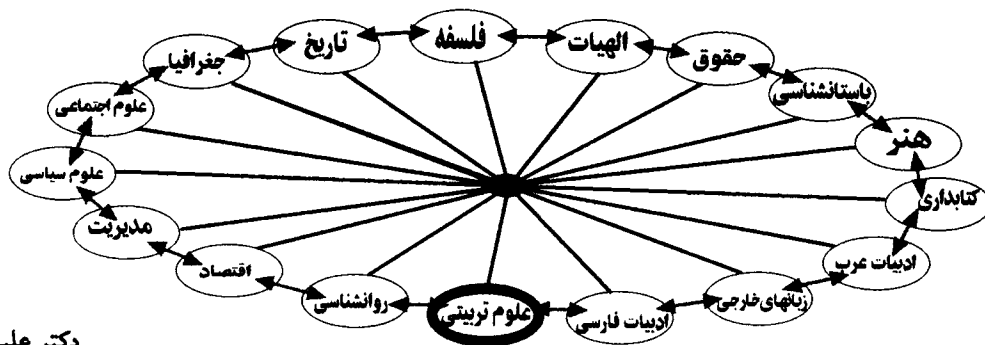 فلسفه
الهیات
حقوق
باستانشناسی
هنر
کتابداری
ادبیات عرب
زبانهای خارجی
ادبیات فارسی
علوم تربیتی
روانشناسی
اقتصاد
مدیریت
علوم سیاسی
علوم اجتماعی
جغرافیا
تاریخ
دکتر